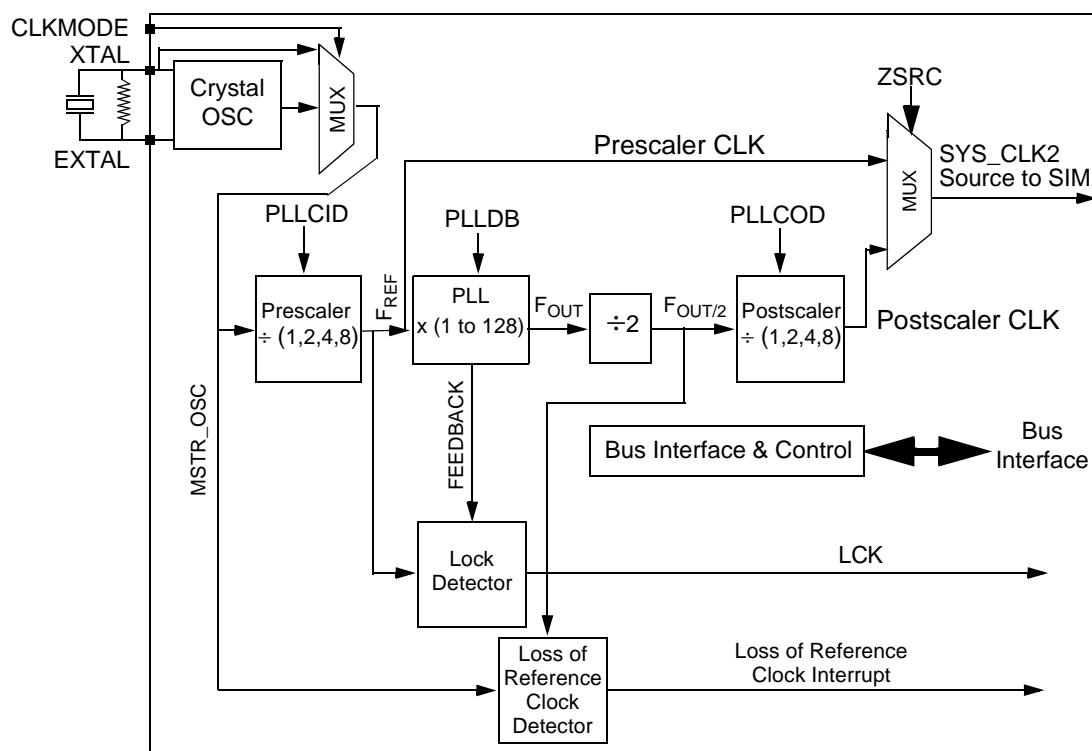 CLKMODE
XTAL
Crystal
OSC
MUX
EXTAL
ZSRC
MUX
Prescaler CLK
SYS_CLK2
Source to SIM
PLLCID
PLLDB
PLLCOD
Prescaler
÷ (1,2,4,8)
FREF
PLL
x (1 to 128)
FOUT
÷2
FOUT/2
Postscaler
÷ (1,2,4,8)
Postscaler CLK
MSTR_OSC
FEEDBACK
Bus Interface & Control
Bus
Interface
Lock
Detector
LCK
Loss of
Reference
Clock
Detector
Loss of Reference
Clock Interrupt